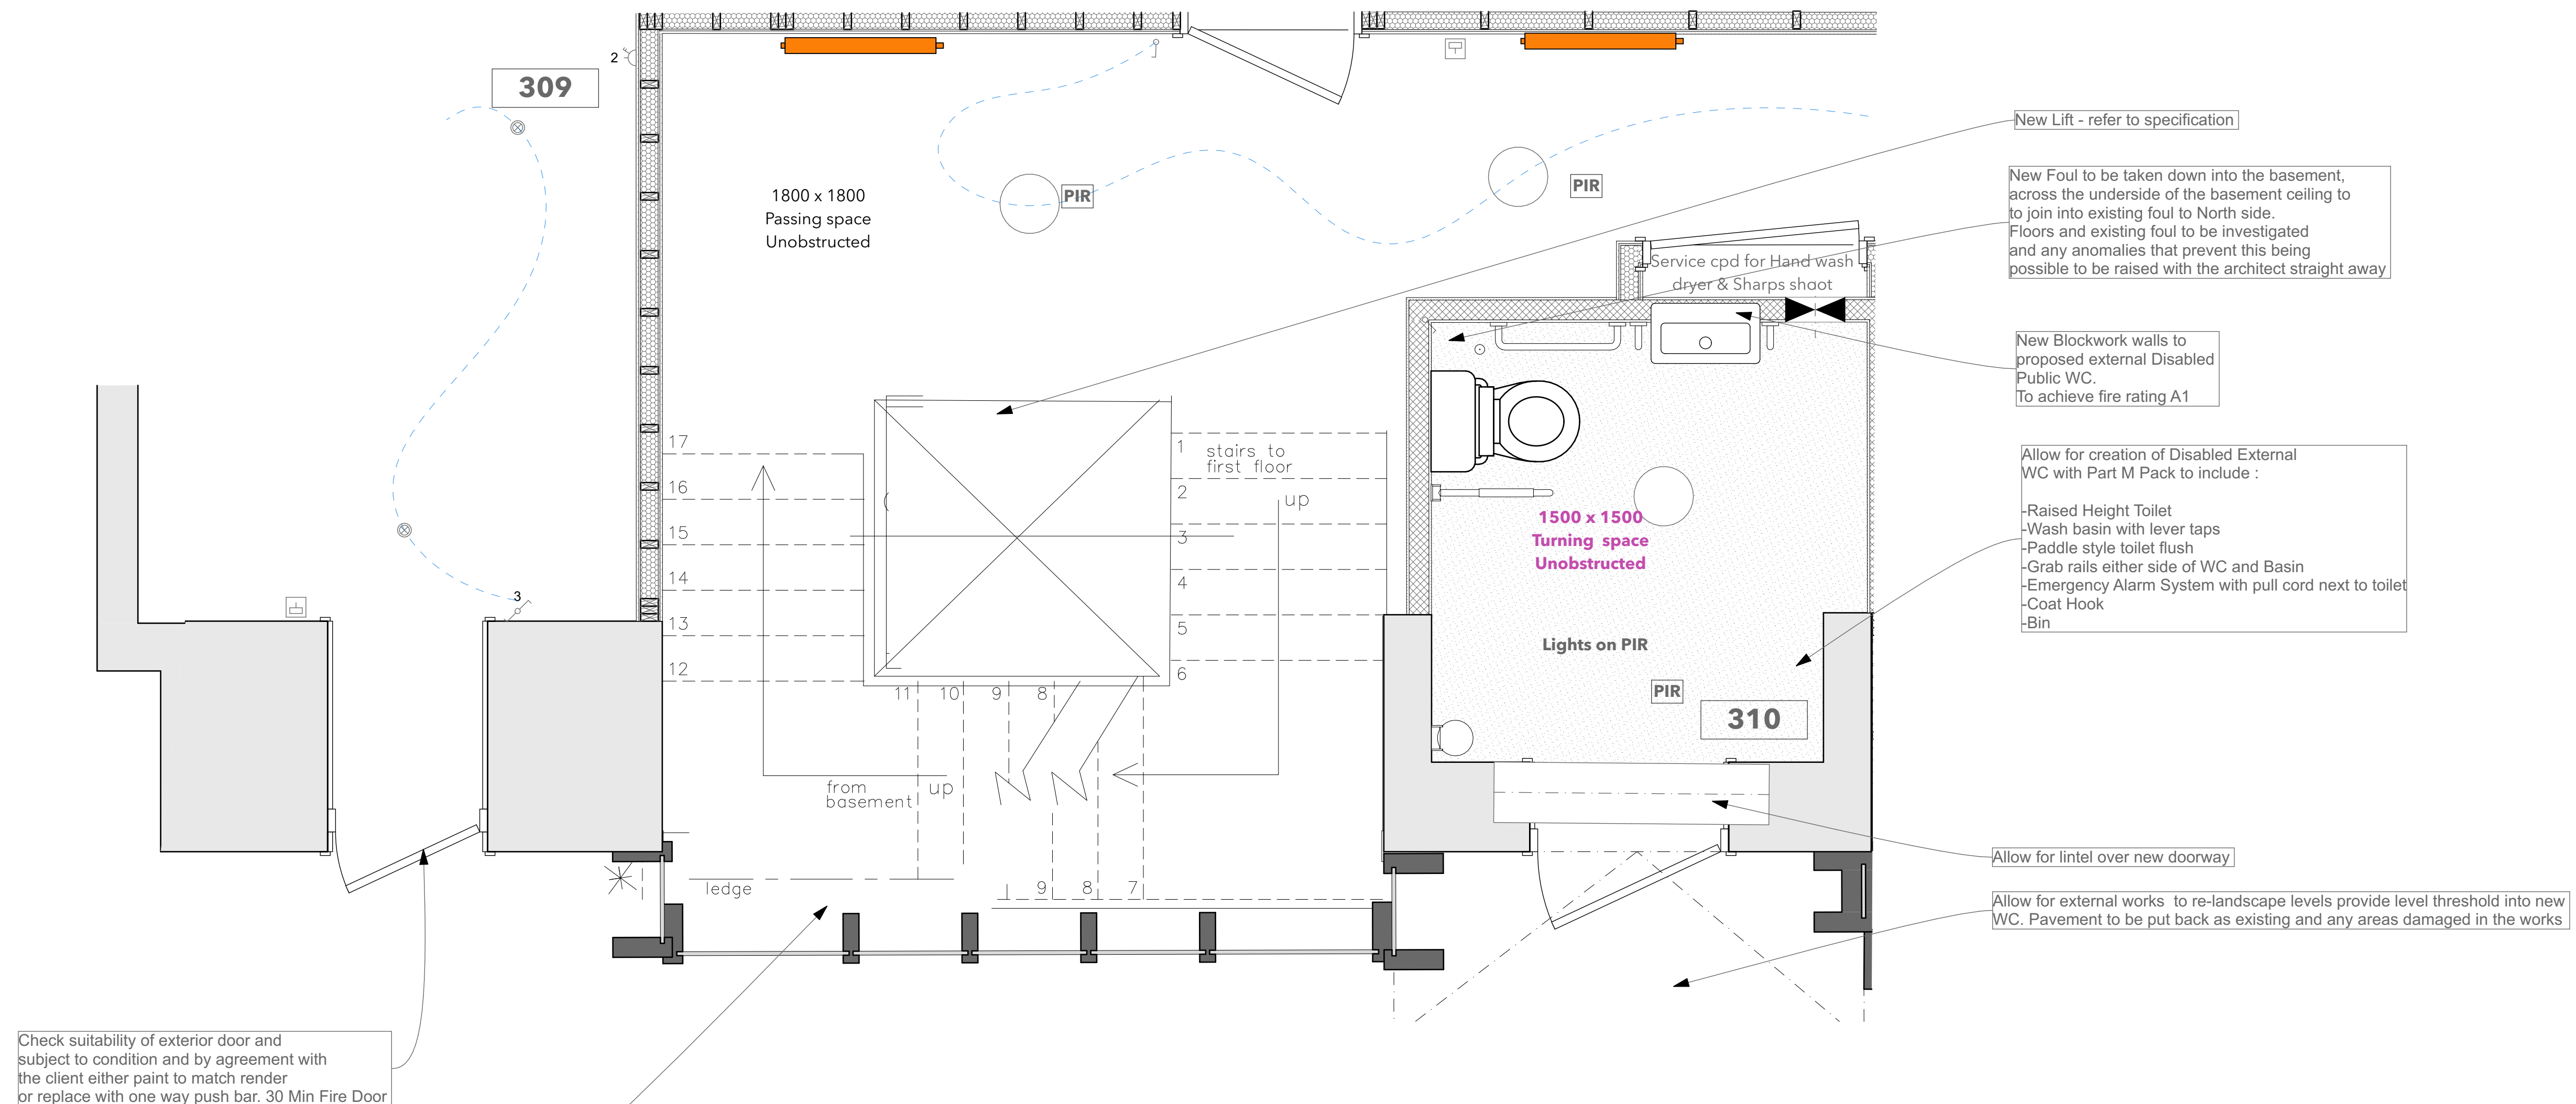 2
309
1800 x 1800
Passing space
Unobstructed
PIR
PIR
New Lift - refer to specification
New Foul to be taken down into the basement,
across the underside of the basement ceiling to
to join into existing foul to North side.
Floors and existing foul to be investigated
and any anomalies that prevent this being
possible to be raised with the architect straight away
Service cpd for Hand wash
dryer & Sharps shoot
New Blockwork walls to
proposed external Disabled
Public WC.
To achieve fire rating A1
Allow for creation of Disabled External
WC with Part M Pack to include :
-Raised Height Toilet
-Wash basin with lever taps
-Paddle style toilet flush
-Grab rails either side of WC and Basin
-Emergency Alarm System with pull cord next to toilet
-Coat Hook
-Bin
17
16
15
14
13
12
11
10
9
8
1
2
3
4
5
6
stairs to
first floor
up
1500 x 1500
Turning space
Unobstructed
Lights on PIR
PIR
310
3
from
basement
up
ledge
9
8
7
Allow for lintel over new doorway
Allow for external works to re-landscape levels provide level threshold into new
WC. Pavement to be put back as existing and any areas damaged in the works
Check suitability of exterior door and
subject to condition and by agreement with
the client either paint to match render
or replace with one way push bar. 30 Min Fire Door